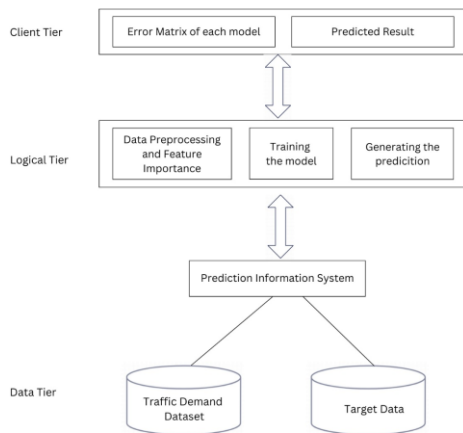 Client Tier
Error Matrix of each model
Predicted Result
Logical Tier
Data Preprocessing
and Feature
Importance
Training
the model
Generating the
predicition
Prediction Information System
Data Tier
Traffic Demand
Dataset
Target Data